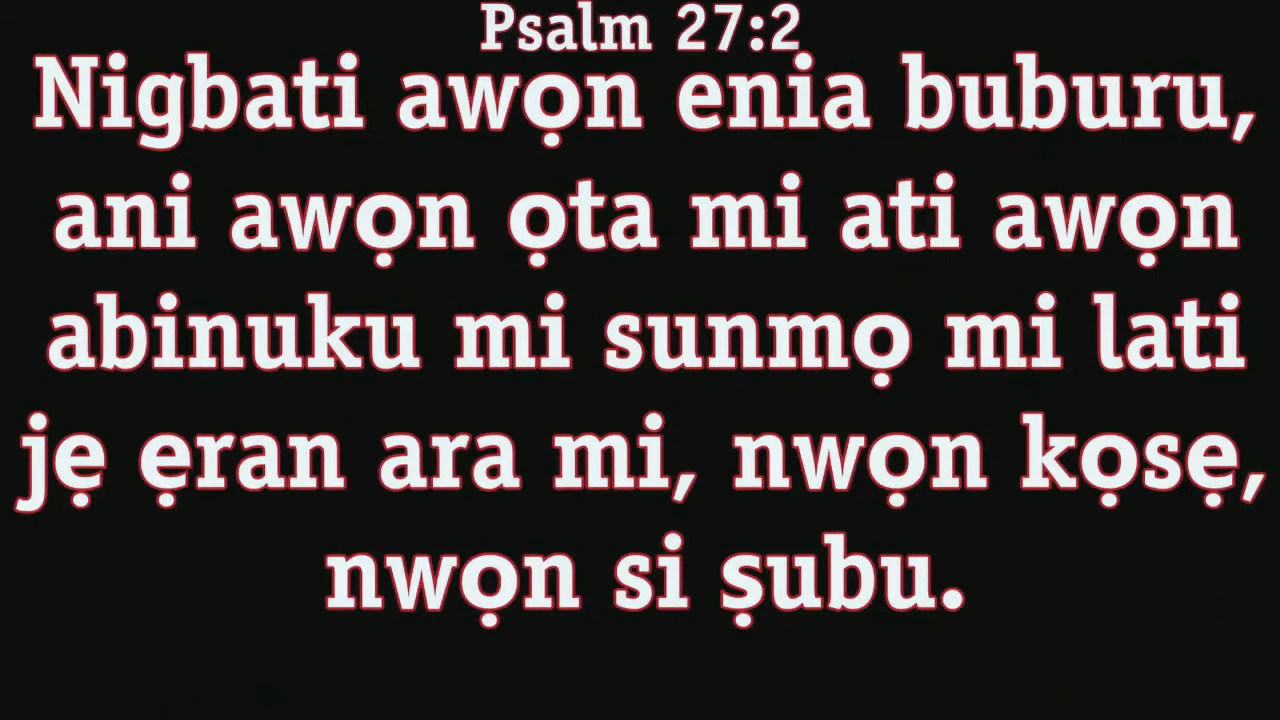 Psalm 27:2
Nigbati awọn enia buburu,
ani awọn ọta mi ati awọn
abinuku mi sunmọ mi lati
jẹ ẹran ara mi, nwọn kọsẹ,
nwọn si ṣubu.